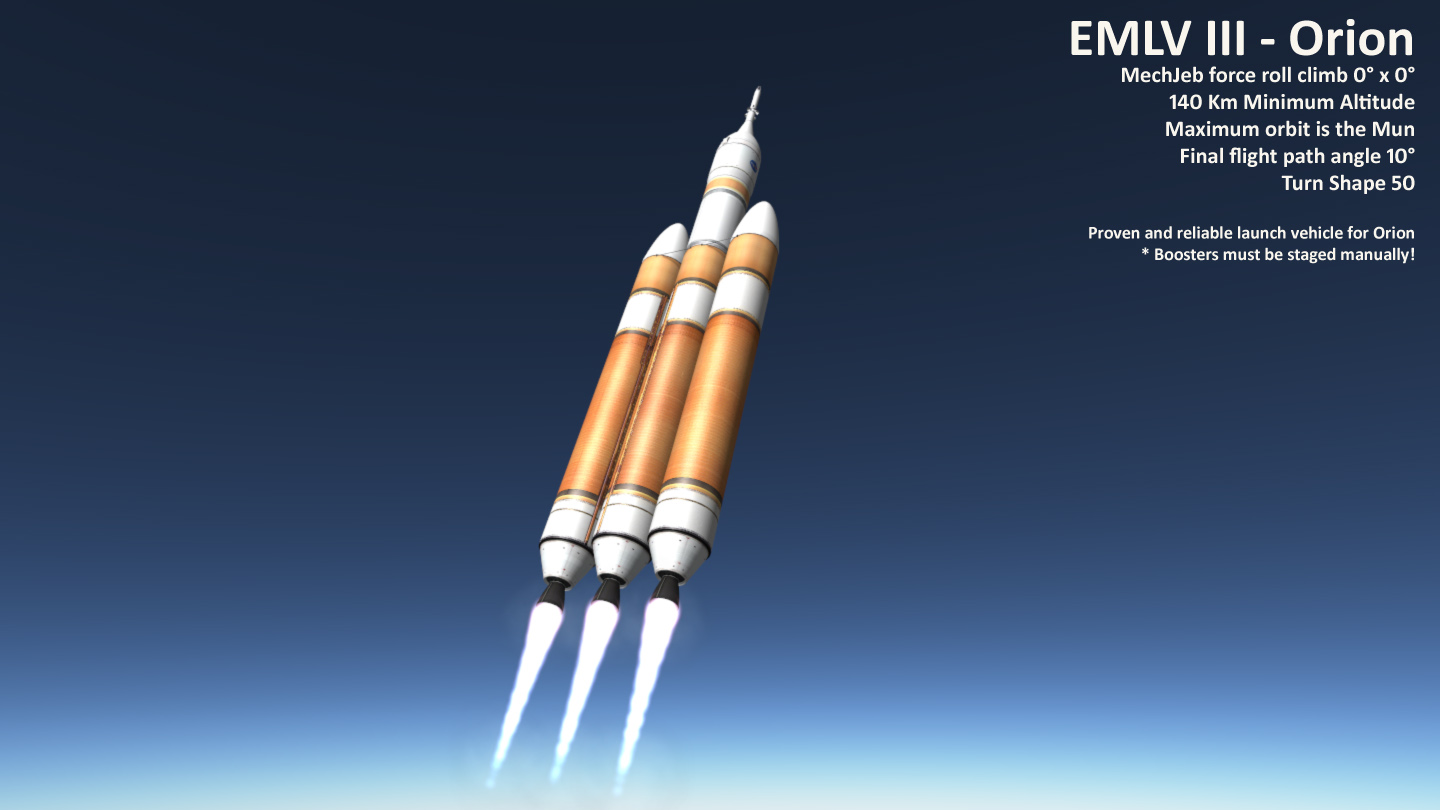 EMLV III - Orion
MechJeb force roll climb 0° x 0°
140 Km Minimum Altitude
Maximum orbit is the Mun
Final flight path angle 10°
Turn Shape 50
Proven and reliable launch vehicle for Orion
* Boosters must be staged manually!